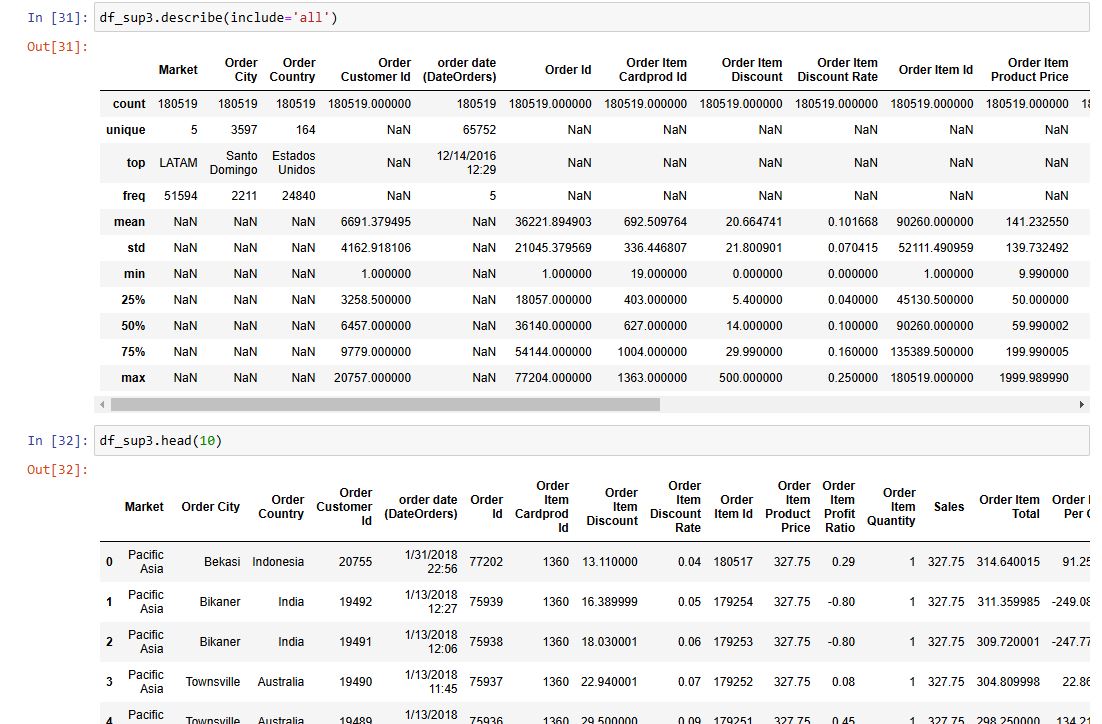 In [31]: df_sup3.describe(include='all')
Out[31]:
Market Order City Order Country Order Customer Id order date (DateOrders) Order Id Order Item Cardprod Id Order Item Discount Order Item Discount Rate Order Item Id Order Item Product Price
count 180519 180519 180519 180519.000000 180519 180519.000000 180519.000000 180519.000000 180519.000000 180519.000000 180519.000000
unique 5 3597 164 NaN 65752 NaN NaN NaN NaN NaN NaN
top LATAM Santo Domingo Estados Unidos NaN 12/14/2016 12:29 NaN NaN NaN NaN NaN NaN
freq 51594 2211 24840 NaN 5 NaN NaN NaN NaN NaN NaN
mean NaN NaN NaN 6691.379495 NaN 36221.894903 692.509764 20.664741 0.101668 90260.000000 141.232550
std NaN NaN NaN 4162.918106 NaN 21045.379569 336.446807 21.800901 0.070415 52111.490959 139.732492
min NaN NaN NaN 1.000000 NaN 1.000000 19.000000 0.000000 0.000000 1.000000 9.990000
25% NaN NaN NaN 3258.500000 NaN 18057.000000 403.000000 5.400000 0.040000 45130.500000 50.000000
50% NaN NaN NaN 6457.000000 NaN 36140.000000 627.000000 14.000000 0.100000 90260.000000 59.990002
75% NaN NaN NaN 9779.000000 NaN 54144.000000 1004.000000 29.990000 0.160000 135389.500000 199.990005
max NaN NaN NaN 20757.000000 NaN 77204.000000 1363.000000 500.000000 0.250000 180519.000000 1999.989990
In [32]: df_sup3.head(10)
Out[32]:
Market Order City Order Country Order Customer Id order date (DateOrders) Order Id Order Item Cardprod Id Order Item Discount Order Item Discount Rate Order Item Id Order Item Product Price Order Item Profit Ratio Order Item Quantity Sales Order Item Total Order Per
0 Pacific Asia Bekasi Indonesia 20755 1/31/2018 22:56 77202 1360 13.110000 0.04 180517 327.75 0.29 1 327.75 314.640015 91.25
1 Pacific Asia Bikaner India 19492 1/13/2018 12:27 75939 1360 16.389999 0.05 179254 327.75 -0.80 1 327.75 311.359985 -249.08
2 Pacific Asia Bikaner India 19491 1/13/2018 12:06 75938 1360 18.030001 0.06 179253 327.75 -0.80 1 327.75 309.720001 -247.77
3 Pacific Asia Townsville Australia 19490 1/13/2018 11:45 75937 1360 22.940001 0.07 179252 327.75 0.08 1 327.75 304.809998 22.86
4 Pacific Townsville Australia 19489 1/13/2018 75936 1360 29.500000 0.09 179251 327.75 0.45 1 327.75 298.250000 134.21